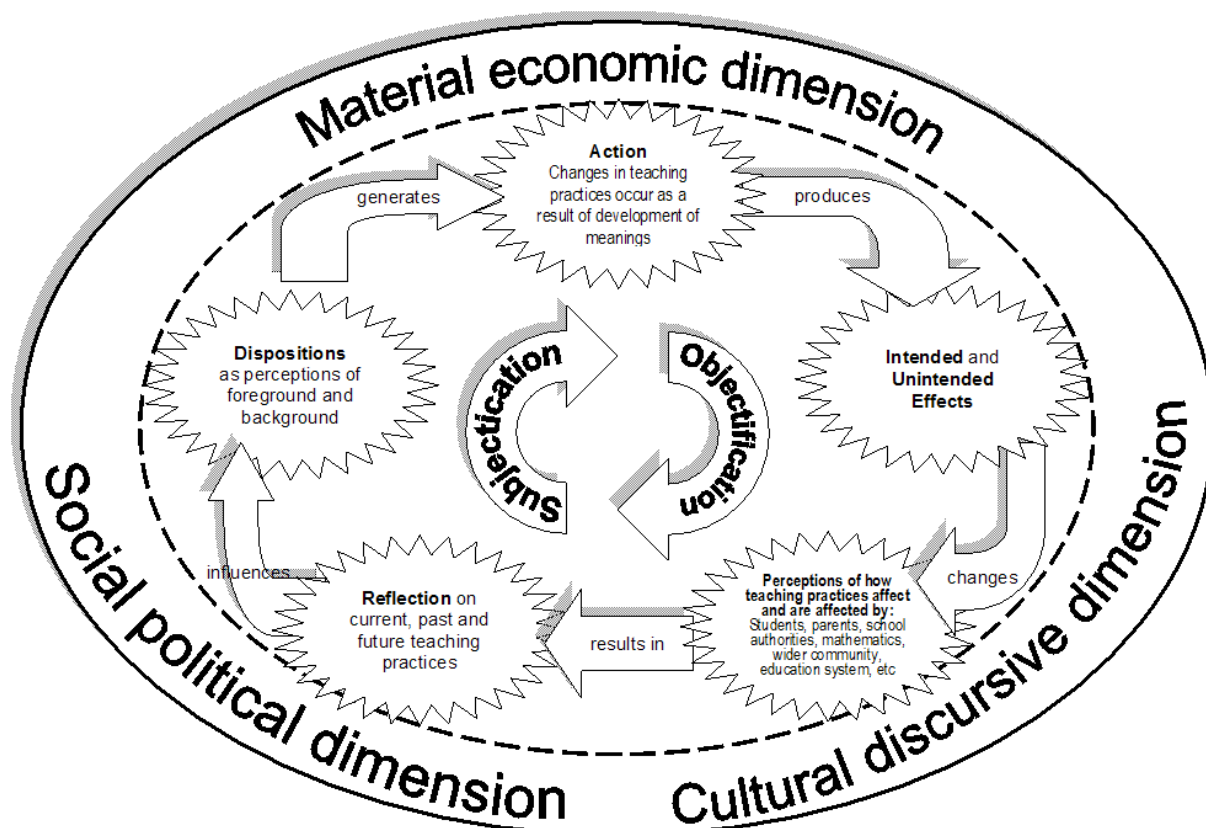 Material economic dimension
Action
Changes in teaching
practices occur as a
result of development of
meanings
generates
produces
Dispositions
as perceptions of
foreground and
background
Subjectication
Objectification
Intended and
Unintended
Effects
influences
Reflection on
current, past and
future teaching
practices
results in
Perceptions of how
teaching practices affect
and are affected by:
Students, parents, school
authorities, mathematics,
wider community,
education system, etc
changes
Social political dimension
Cultural discursive dimension